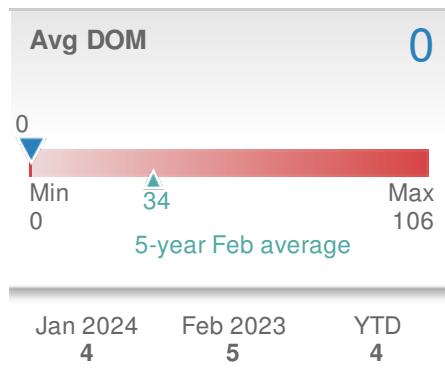 Avg DOM 0
0
Min 34 Max
0 106
5-year Feb average
Jan 2024 Feb 2023 YTD
4 5 4